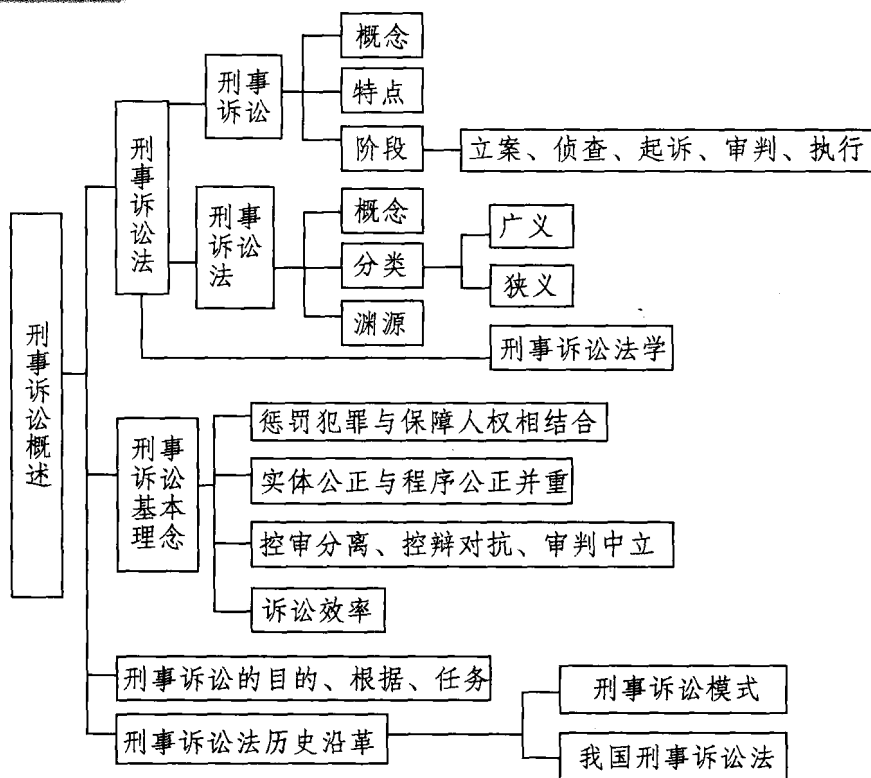 刑事诉讼概述
刑事诉讼法
刑事
诉讼
概念
特点
阶段
立案、侦查、起诉、审判、执行
刑事
诉讼
法
概念
分类
广义
狭义
渊源
刑事诉讼法学
刑事
诉讼
基本
理念
惩罚犯罪与保障人权相结合
实体公正与程序公正并重
控审分离、控辩对抗、审判中立
诉讼效率
刑事诉讼的目的、根据、任务
刑事诉讼法历史沿革
刑事诉讼模式
我国刑事诉讼法